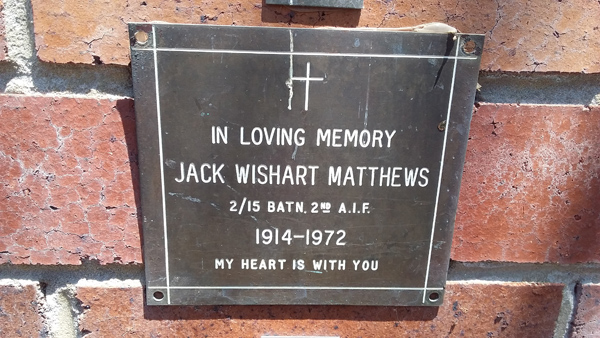 IN LOVING MEMORY
JACK WISHART MATTHEWS
2/15 BATN. 2ND A.I.F.
1914-1972
MY HEART IS WITH YOU